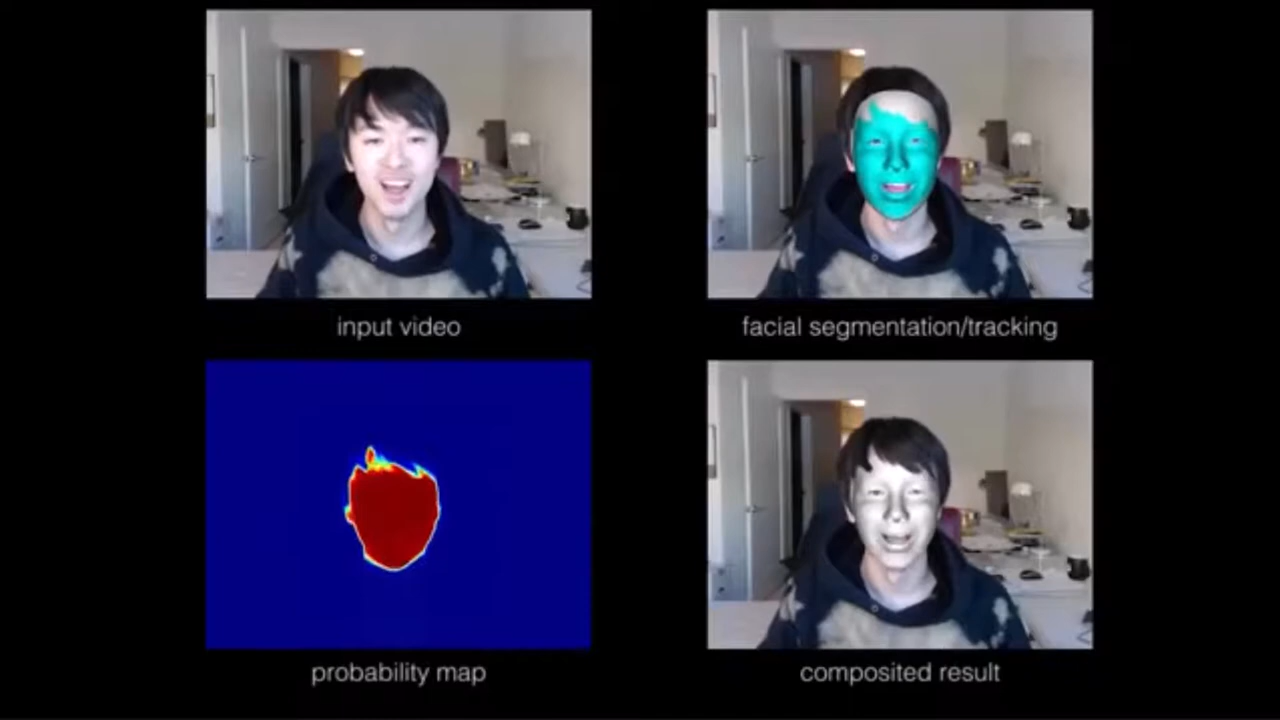 input video
facial segmentation/tracking
probability map
composited result